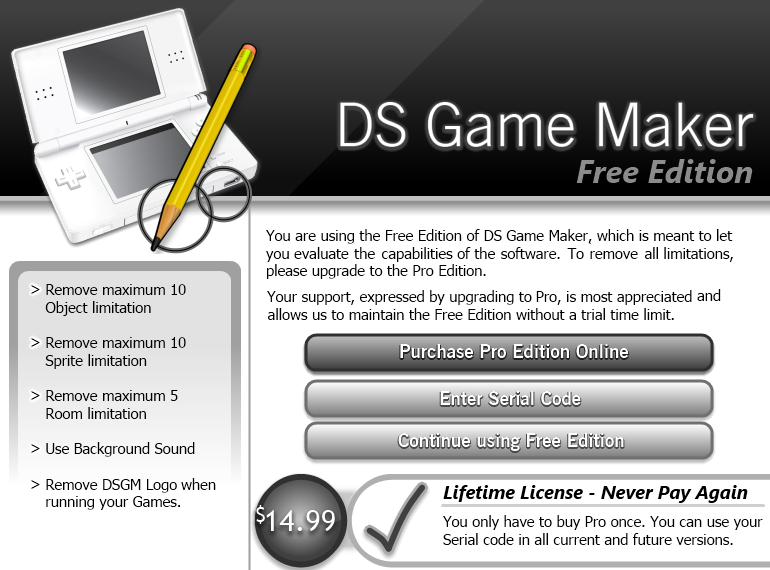 DS Game Maker
Free Edition
You are using the Free Edition of DS Game Maker, which is meant to let
you evaluate the capabilities of the software. To remove all limitations,
please upgrade to the Pro Edition.
Your support, expressed by upgrading to Pro, is most appreciated and
allows us to maintain the Free Edition without a trial time limit.
> Remove maximum 10
Object limitation
> Remove maximum 10
Sprite limitation
> Remove maximum 5
Room limitation
> Use Background Sound
> Remove DSGM Logo when
running your Games.
Purchase Pro Edition Online
Enter Serial Code
Continue using Free Edition
$14.99
Lifetime License - Never Pay Again
You only have to buy Pro once. You can use your
Serial code in all current and future versions.